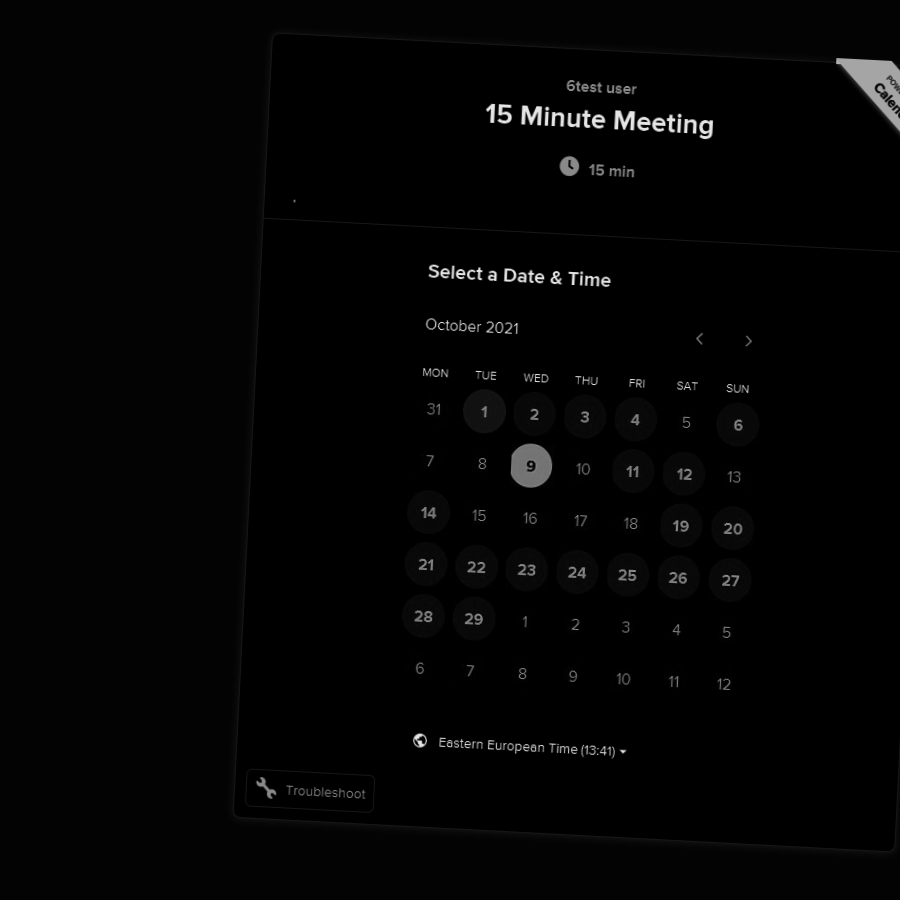 6test user
15 Minute Meeting
15 min
Select a Date & Time
October 2021
MON TUE WED THU FRI SAT SUN
31 1 2 3 4 5 6
7 8 9 10 11 12 13
14 15 16 17 18 19 20
21 22 23 24 25 26 27
28 29 1 2 3 4 5
6 7 8 9 10 11 12
Eastern European Time (13:41)
Troubleshoot